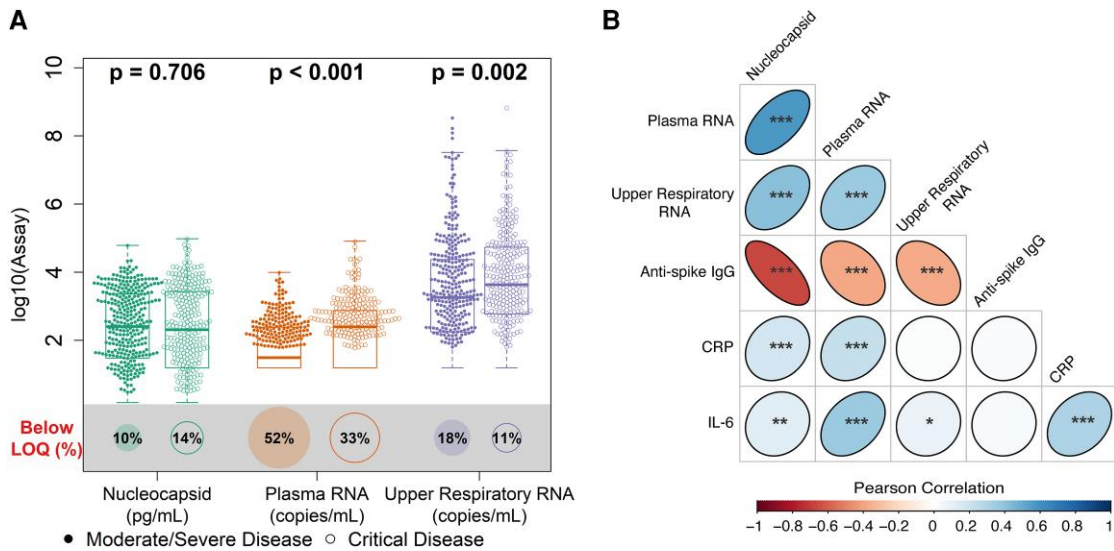 A
p = 0.706
p < 0.001
p = 0.002
log10(Assay)
10
8
6
4
2
Below
LOQ (%)
10%
14%
52%
33%
18%
11%
Nucleocapsid
(pg/mL)
Plasma RNA
(copies/mL)
Upper Respiratory RNA
(copies/mL)
● Moderate/Severe Disease ○ Critical Disease
B
Nucleocapsid
Plasma RNA
Upper Respiratory
RNA
Anti-spike IgG
CRP
Plasma RNA
***
Upper Respiratory
RNA
*** ***
Anti-spike IgG
*** *** ***
CRP
*** ***
IL-6
** *** * ***
Pearson Correlation
−1 −0.8 −0.6 −0.4 −0.2 0 0.2 0.4 0.6 0.8 1